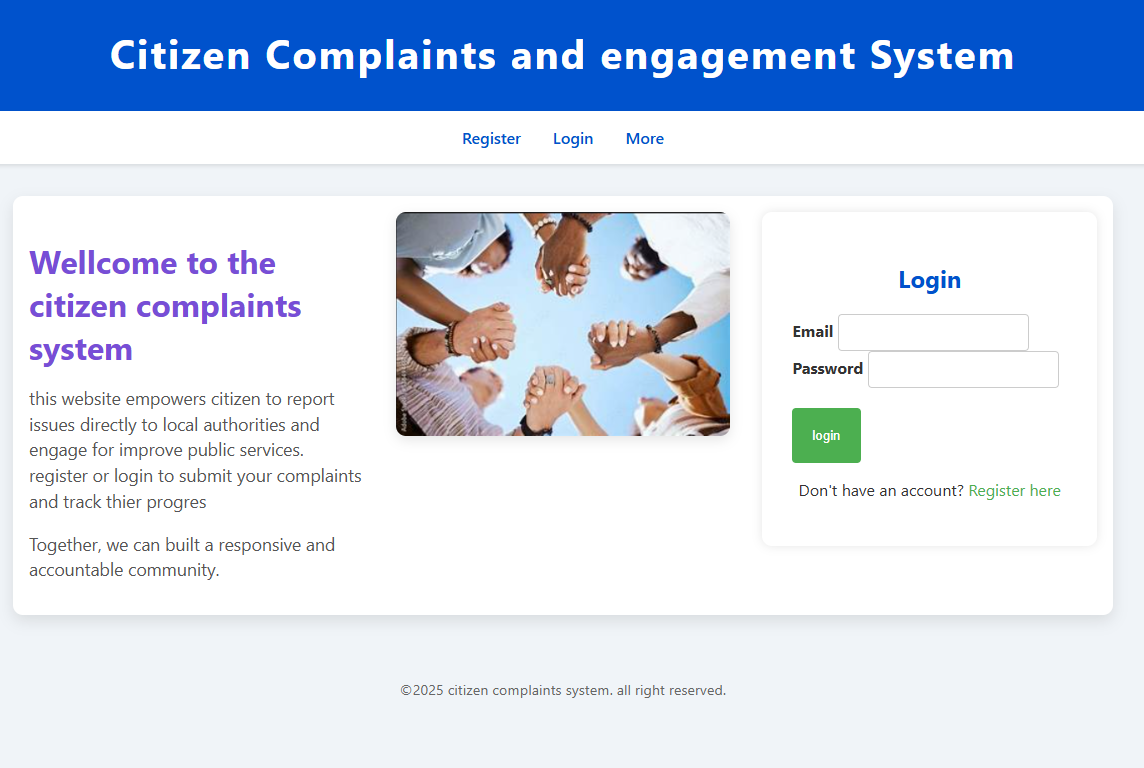 Citizen Complaints and engagement System
Register Login More
Wellcome to the
citizen complaints
system
this website empowers citizen to report
issues directly to local authorities and
engage for improve public services.
register or login to submit your complaints
and track thier progres
Together, we can built a responsive and
accountable community.
Adobe
Login
Email
Password
login
Don't have an account? Register here
©2025 citizen complaints system. all right reserved.